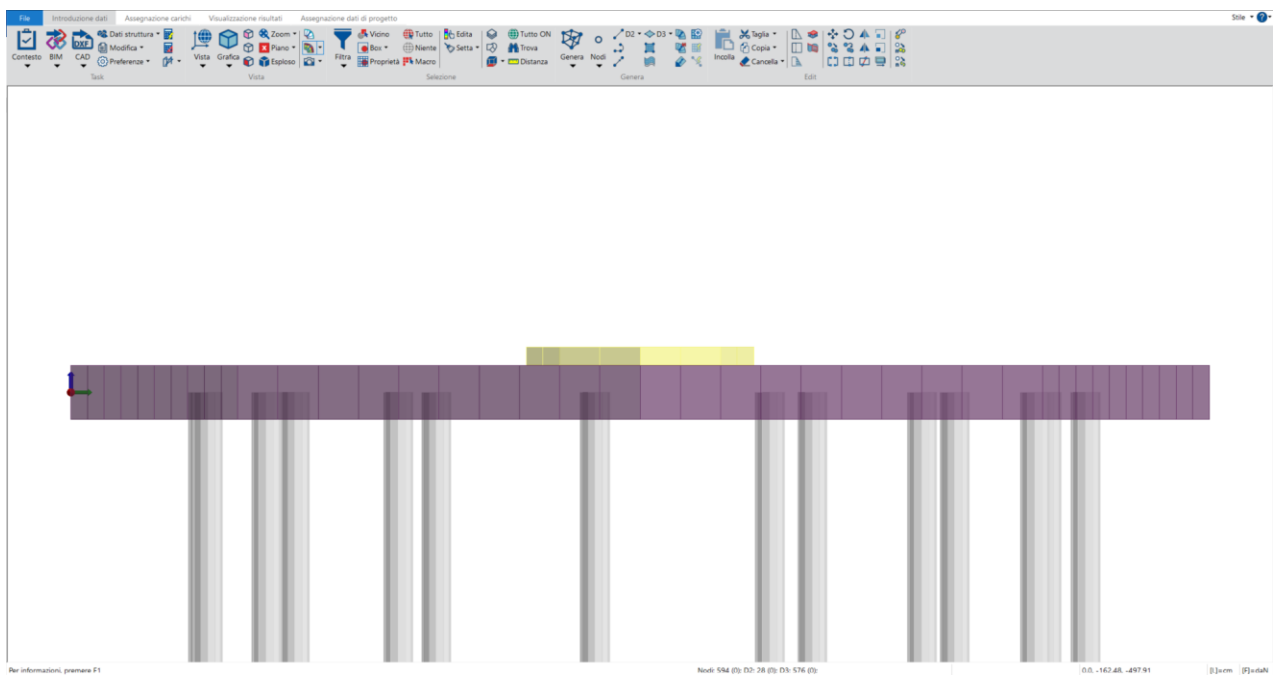 File Introduzione dati Assegnazione carichi Visualizzazione risultati Assegnazione dati di progetto Stile
Dati struttura Zoom Vicino Tutto Edita Tutto ON D2 D3 Taglia
Modifica Piano Box Niente Setta Trova Copia
Contesto BIM CAD Preferenze Vista Grafica Esploso Filtra Proprietà Macro Distanza Genera Nodi Incolla Cancella
DXF
Task Vista Selezione Genera Edit
Per informazioni, premere F1 Nodi: 594 (0); D2: 28 (0); D3: 576 (0); 0.0, -162.48, -497.91 [L]=cm [F]=daN